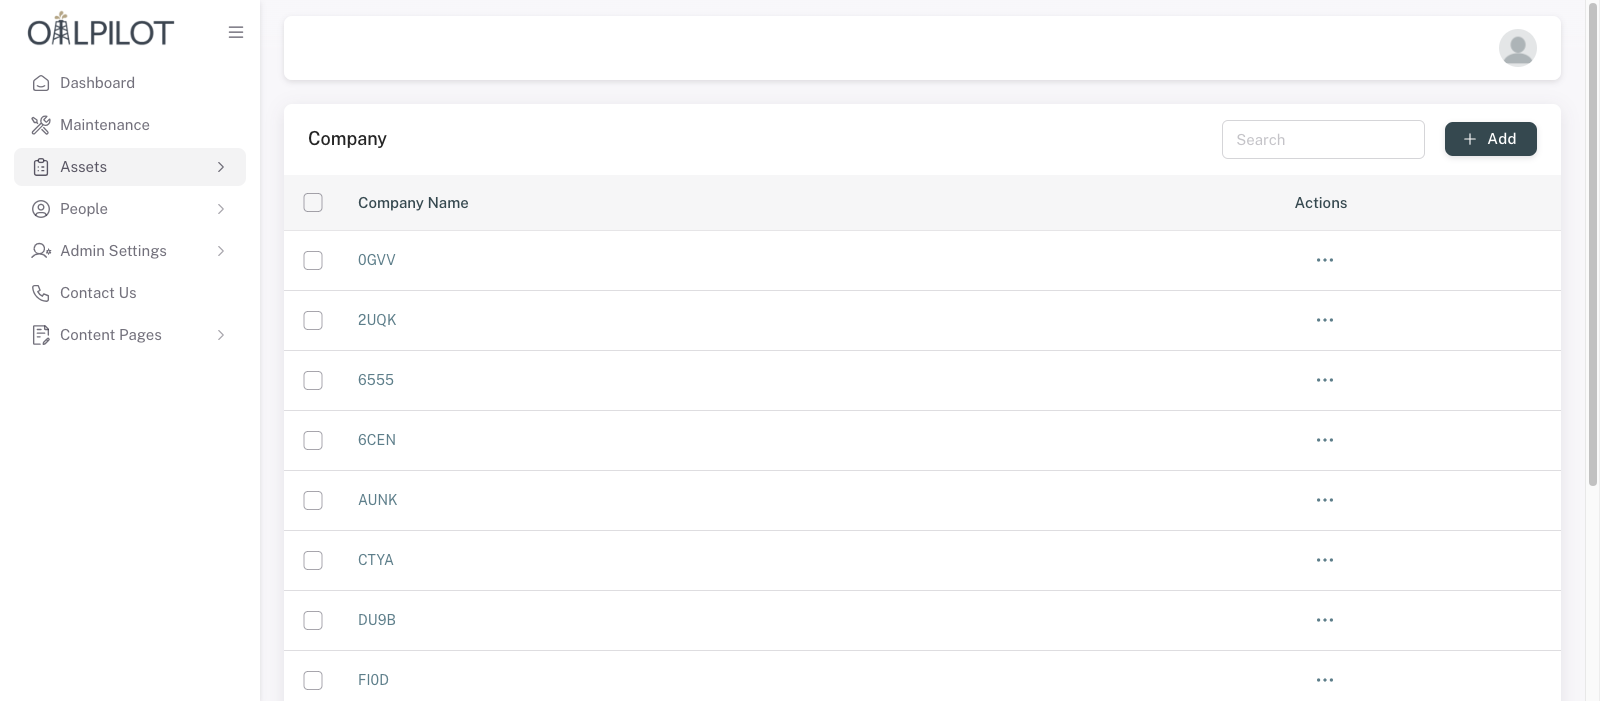 OILPILOT
Dashboard
Maintenance
Assets
People
Admin Settings
Contact Us
Content Pages
Company
Search
Add
Company Name
Actions
0GVV
2UQK
6555
6CEN
AUNK
CTYA
DU9B
FI0D